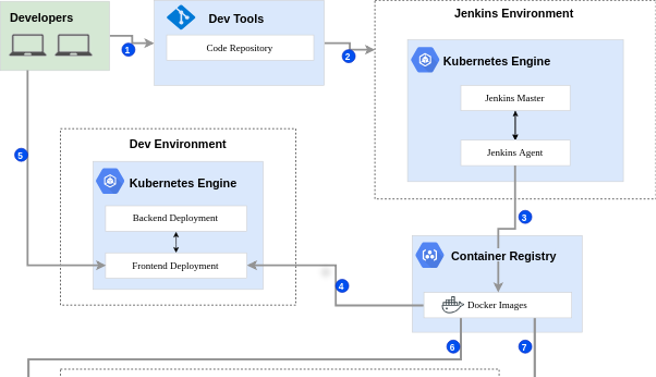 Developers
Dev Tools
Code Repository
1
2
Jenkins Environment
Kubernetes Engine
Jenkins Master
Jenkins Agent
Dev Environment
Kubernetes Engine
Backend Deployment
Frontend Deployment
5
3
Container Registry
Docker Images
4
6
7